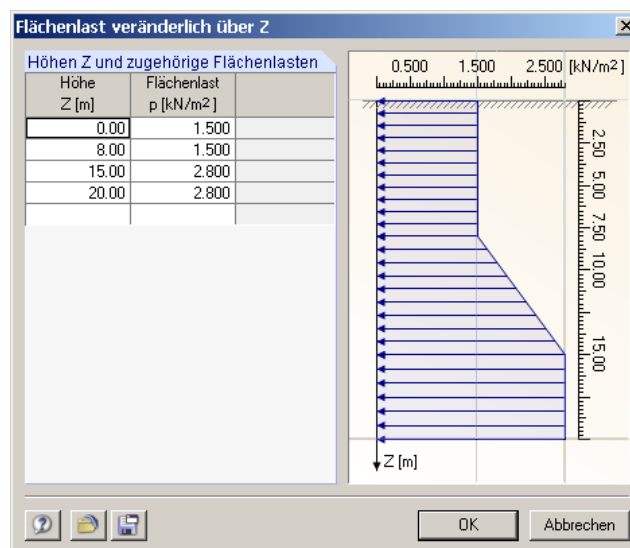 Flächenlast veränderlich über Z
Höhen Z und zugehörige Flächenlasten
Höhe Flächenlast
Z [m] p [kN/m²]
0.00 1.500
8.00 1.500
15.00 2.800
20.00 2.800
0.500 1.500 2.500 [kN/m²]
2.50
5.00
7.50
10.00
15.00
Z [m]
OK Abbrechen